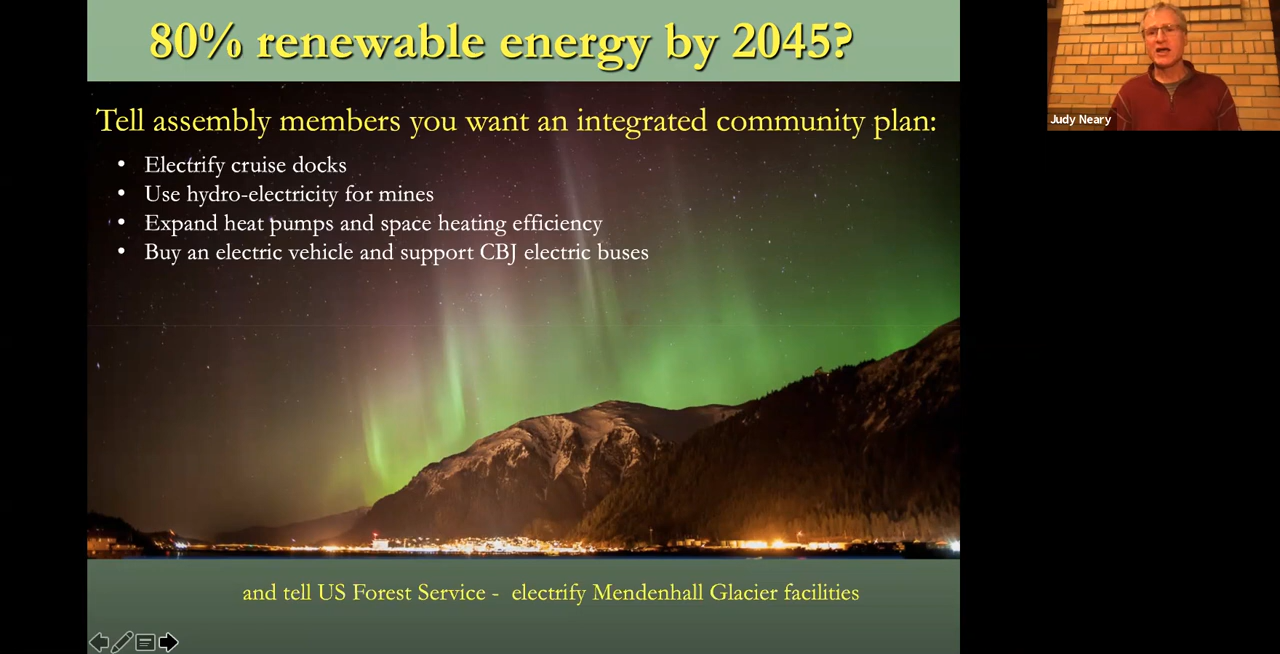 80% renewable energy by 2045?
Tell assembly members you want an integrated community plan:
• Electrify cruise docks
• Use hydro-electricity for mines
• Expand heat pumps and space heating efficiency
• Buy an electric vehicle and support CBJ electric buses
and tell US Forest Service - electrify Mendenhall Glacier facilities
Judy Neary